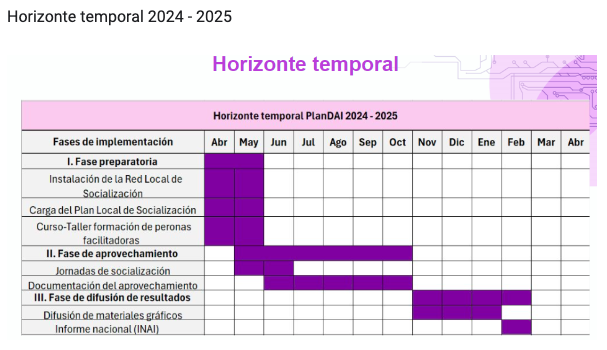 Horizonte temporal 2024 - 2025
Horizonte temporal
Horizonte temporal PlanDAI 2024 - 2025
Fases de implementación Abr May Jun Jul Ago Sep Oct Nov Dic Ene Feb Mar Abr
I. Fase preparatoria
Instalación de la Red Local de
Socialización
Carga del Plan Local de Socialización
Curso-Taller formación de peronas
facilitadoras
II. Fase de aprovechamiento
Jornadas de socialización
Documentación del aprovechamiento
III. Fase de difusión de resultados
Difusión de materiales gráficos
Informe nacional (INAI)